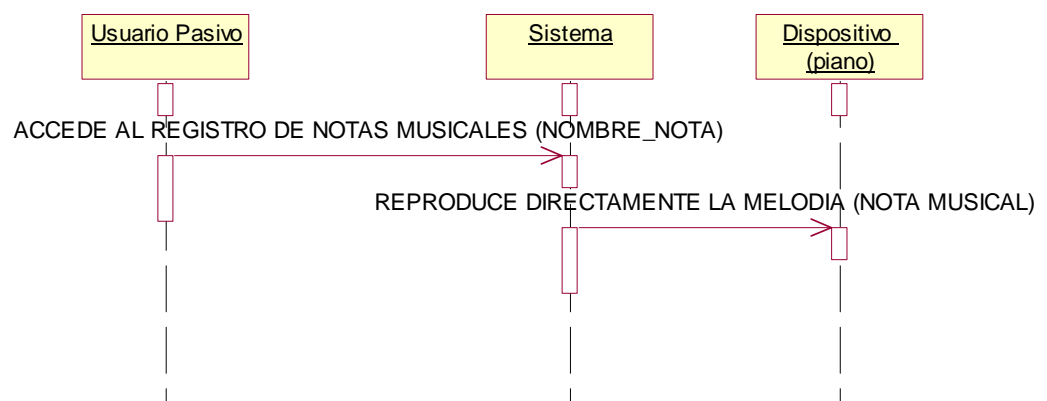 Usuario Pasivo
Sistema
Dispositivo
(piano)
ACCEDE AL REGISTRO DE NOTAS MUSICALES (NOMBRE_NOTA)
REPRODUCE DIRECTAMENTE LA MELODIA (NOTA MUSICAL)